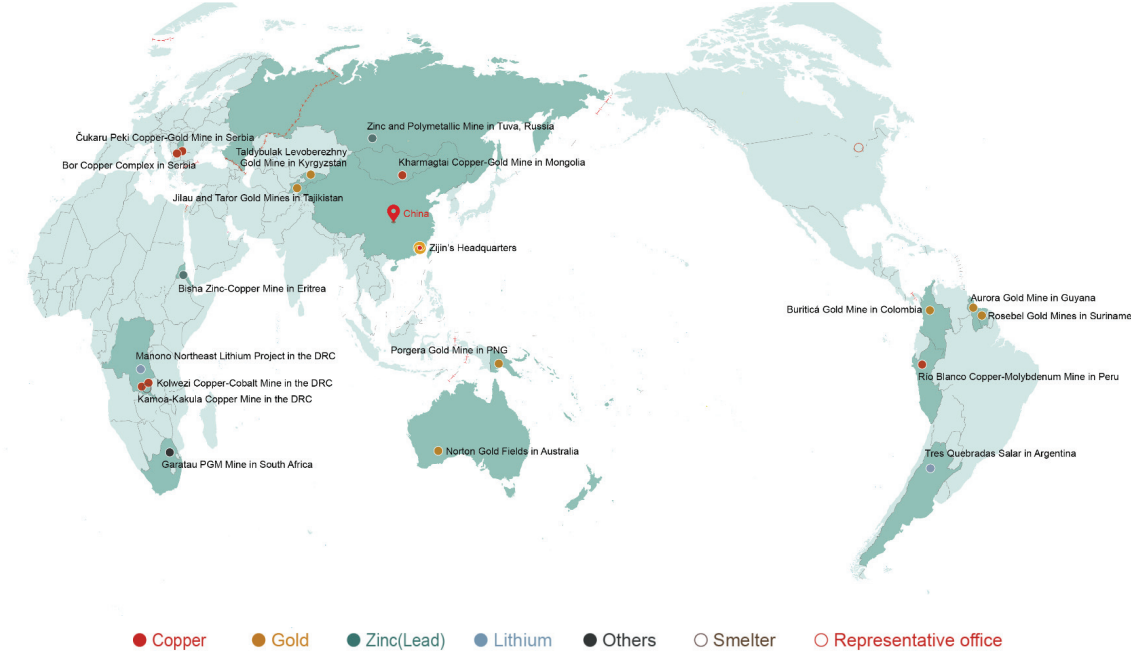 Zinc and Polymetallic Mine in Tuva, Russia
Čukaru Peki Copper-Gold Mine in Serbia
Bor Copper Complex in Serbia
Taldybulak Levoberezhny
Gold Mine in Kyrgyzstan
Kharmagtai Copper-Gold Mine in Mongolia
Jilau and Taror Gold Mines in Tajikistan
China
Zijin's Headquarters
Bisha Zinc-Copper Mine in Eritrea
Aurora Gold Mine in Guyana
Buriticá Gold Mine in Colombia
Rosebel Gold Mines in Suriname
Porgera Gold Mine in PNG
Manono Northeast Lithium Project in the DRC
Río Blanco Copper-Molybdenum Mine in Peru
Kolwezi Copper-Cobalt Mine in the DRC
Kamoa-Kakula Copper Mine in the DRC
Norton Gold Fields in Australia
Tres Quebradas Salar in Argentina
Garatau PGM Mine in South Africa
Copper
Gold
Zinc(Lead)
Lithium
Others
Smelter
Representative office